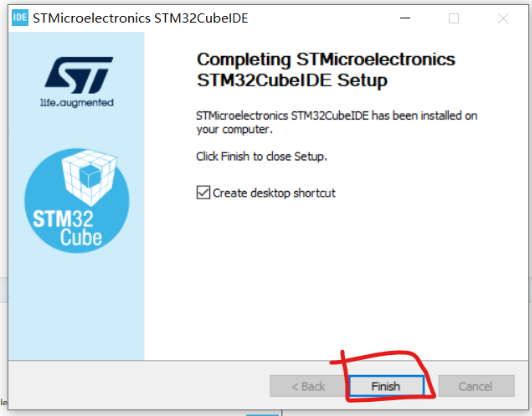 IDE STMicroelectronics STM32CubeIDE
ST
life.augmented
STM32
Cube
Completing STMicroelectronics
STM32CubeIDE Setup
STMicroelectronics STM32CubeIDE has been installed on
your computer.
Click Finish to close Setup.
Create desktop shortcut
< Back Finish Cancel